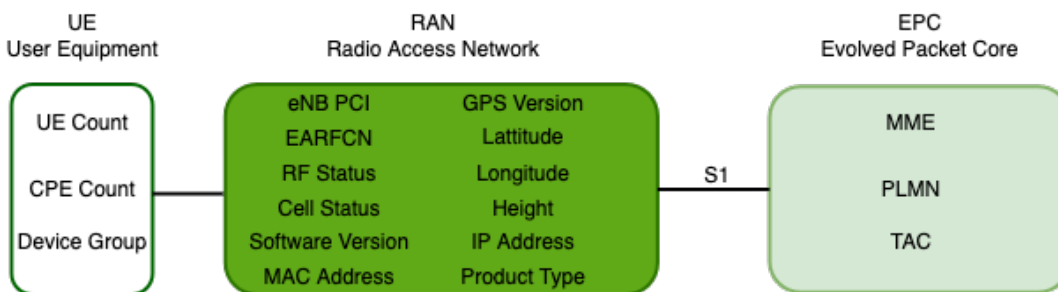 UE
User Equipment
RAN
Radio Access Network
EPC
Evolved Packet Core
UE Count
CPE Count
Device Group
eNB PCI
EARFCN
RF Status
Cell Status
Software Version
MAC Address
GPS Version
Lattitude
Longitude
Height
IP Address
Product Type
S1
MME
PLMN
TAC